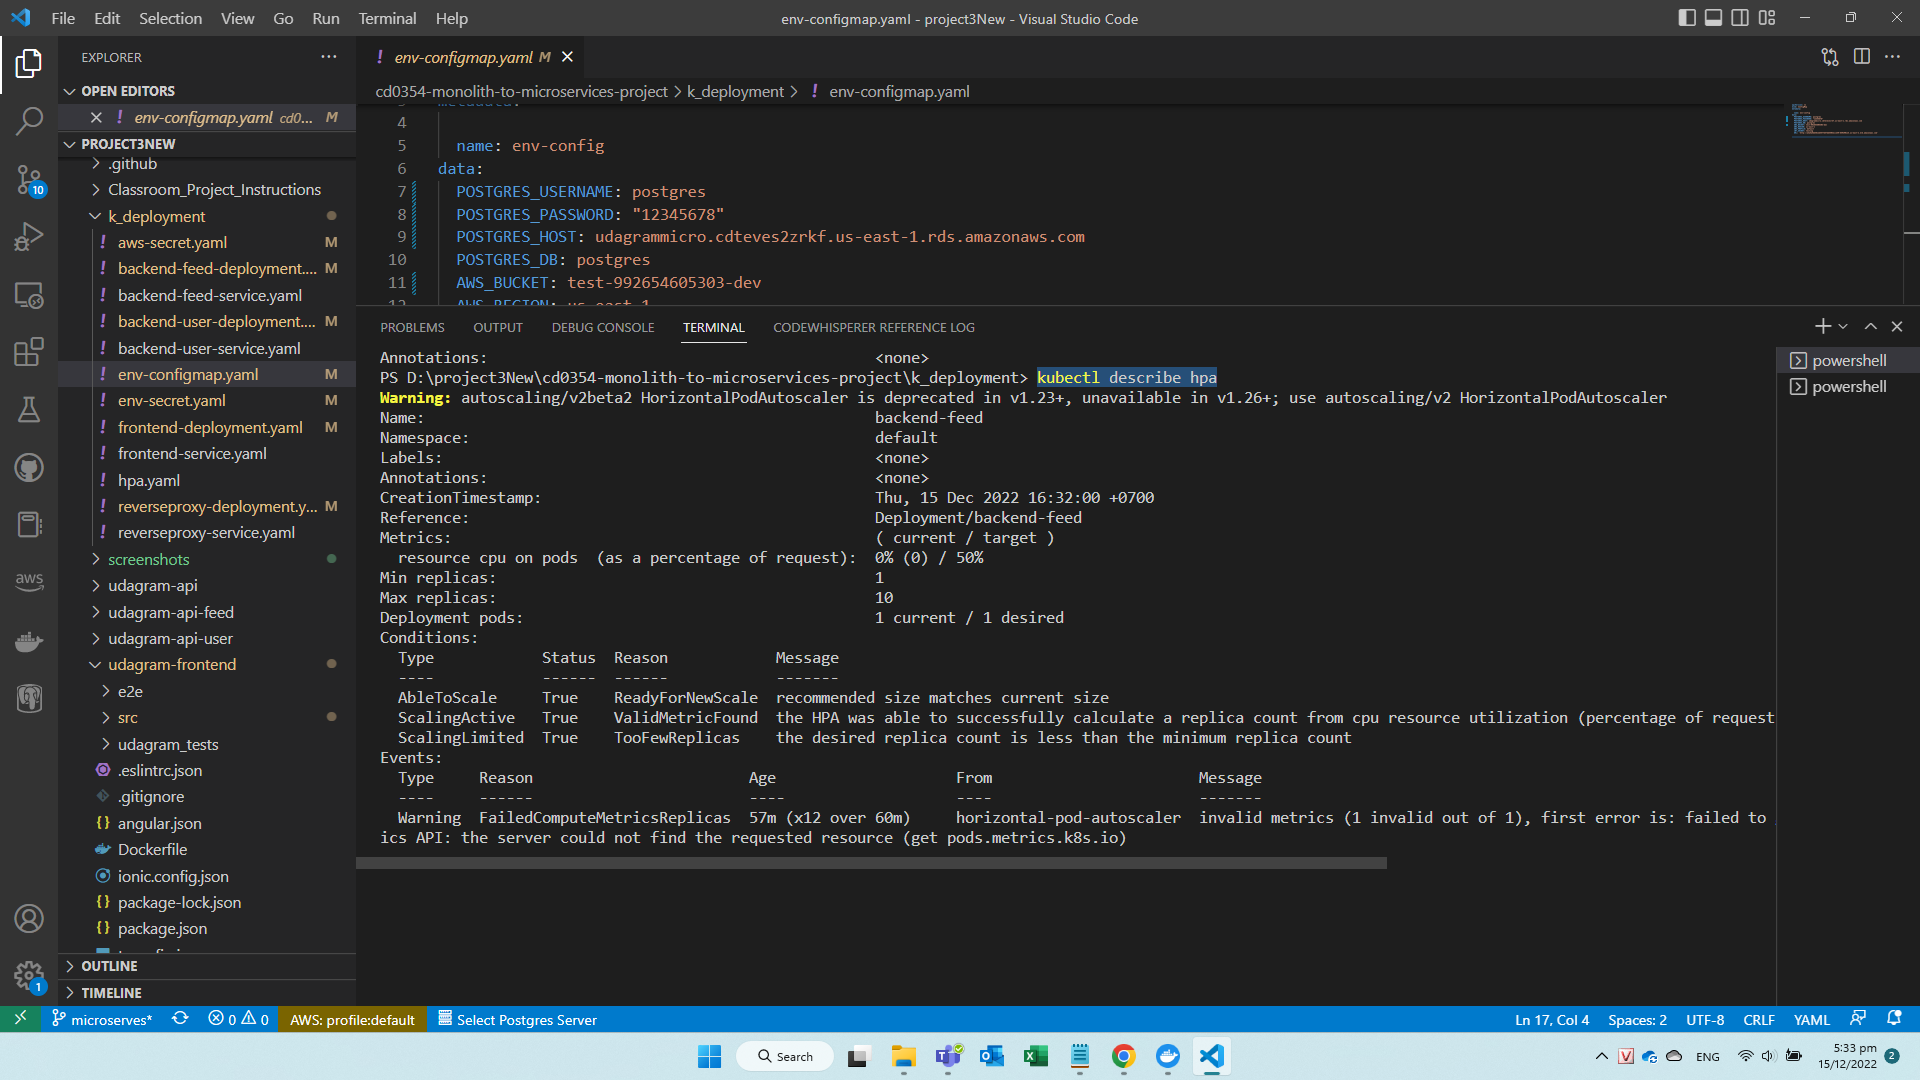 File Edit Selection View Go Run Terminal Help
env-configmap.yaml - project3New - Visual Studio Code
EXPLORER
OPEN EDITORS
env-configmap.yaml cd0... M
PROJECT3NEW
.github
Classroom_Project_Instructions
k_deployment
! aws-secret.yaml M
! backend-feed-deployment.... M
! backend-feed-service.yaml
! backend-user-deployment.... M
! backend-user-service.yaml
! env-configmap.yaml M
! env-secret.yaml M
! frontend-deployment.yaml M
! frontend-service.yaml
! hpa.yaml
! reverseproxy-deployment.y... M
! reverseproxy-service.yaml
screenshots
udagram-api
udagram-api-feed
udagram-api-user
udagram-frontend
e2e
src
udagram_tests
.eslintrc.json
.gitignore
angular.json
Dockerfile
ionic.config.json
package-lock.json
package.json
OUTLINE
TIMELINE
10
aws
1
! env-configmap.yaml M
cd0354-monolith-to-microservices-project > k_deployment > ! env-configmap.yaml
4
5 name: env-config
6 data:
7 POSTGRES_USERNAME: postgres
8 POSTGRES_PASSWORD: "12345678"
9 POSTGRES_HOST: udagrammicro.cdteves2zrkf.us-east-1.rds.amazonaws.com
10 POSTGRES_DB: postgres
11 AWS_BUCKET: test-992654605303-dev
12 AWS_REGION: us-east-1
PROBLEMS OUTPUT DEBUG CONSOLE TERMINAL CODEWHISPERER REFERENCE LOG
powershell
powershell
Annotations: <none>
PS D:\project3New\cd0354-monolith-to-microservices-project\k_deployment> kubectl describe hpa
Warning: autoscaling/v2beta2 HorizontalPodAutoscaler is deprecated in v1.23+, unavailable in v1.26+; use autoscaling/v2 HorizontalPodAutoscaler
Name: backend-feed
Namespace: default
Labels: <none>
Annotations: <none>
CreationTimestamp: Thu, 15 Dec 2022 16:32:00 +0700
Reference: Deployment/backend-feed
Metrics: ( current / target )
resource cpu on pods (as a percentage of request): 0% (0) / 50%
Min replicas: 1
Max replicas: 10
Deployment pods: 1 current / 1 desired
Conditions:
Type Status Reason Message
---- ------ ------ -------
AbleToScale True ReadyForNewScale recommended size matches current size
ScalingActive True ValidMetricFound the HPA was able to successfully calculate a replica count from cpu resource utilization (percentage of request
ScalingLimited True TooFewReplicas the desired replica count is less than the minimum replica count
Events:
Type Reason Age From Message
---- ------ ---- ---- -------
Warning FailedComputeMetricsReplicas 57m (x12 over 60m) horizontal-pod-autoscaler invalid metrics (1 invalid out of 1), first error is: failed to
ics API: the server could not find the requested resource (get pods.metrics.k8s.io)
microserves* 0 0 AWS: profile:default Select Postgres Server
Ln 17, Col 4 Spaces: 2 UTF-8 CRLF YAML
Search
ENG
5:33 pm
15/12/2022
2